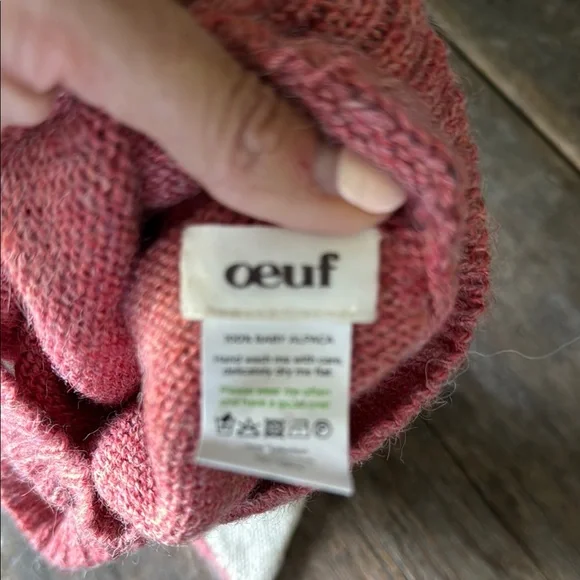 oeuf
100% BABY ALPACA
Hand wash me with care,
delicately dry me flat
Please wear me often
and have a good one!